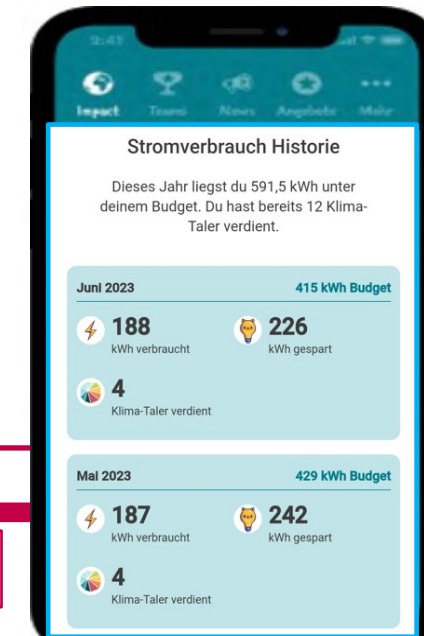 9:41
Impact Teams News Angebote Mehr
Stromverbrauch Historie
Dieses Jahr liegst du 591,5 kWh unter
deinem Budget. Du hast bereits 12 Klima-
Taler verdient.
Juni 2023 415 kWh Budget
188 226
kWh verbraucht kWh gespart
4
Klima-Taler verdient
Mai 2023 429 kWh Budget
187 242
kWh verbraucht kWh gespart
4
Klima-Taler verdient